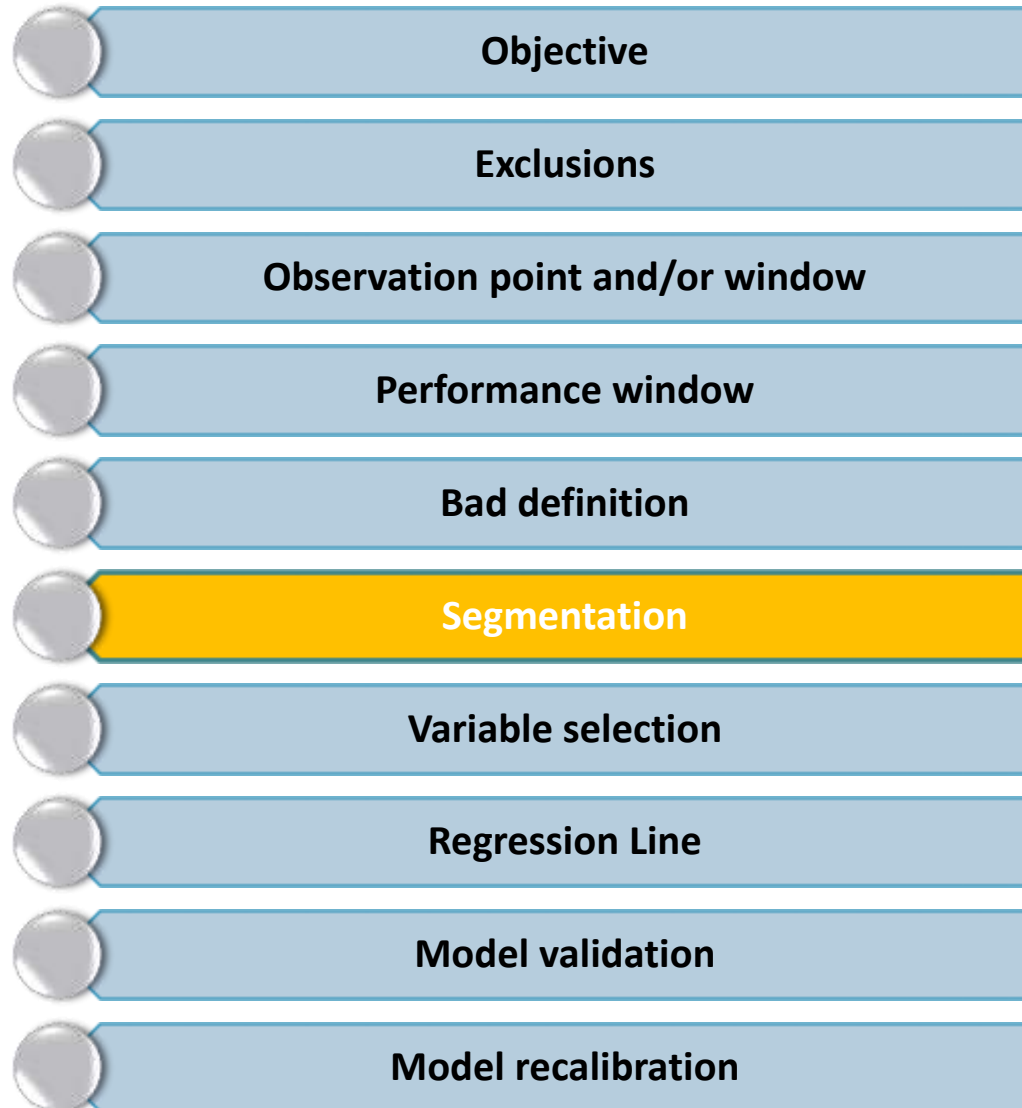 Objective
Exclusions
Observation point and/or window
Performance window
Bad definition
Segmentation
Variable selection
Regression Line
Model validation
Model recalibration